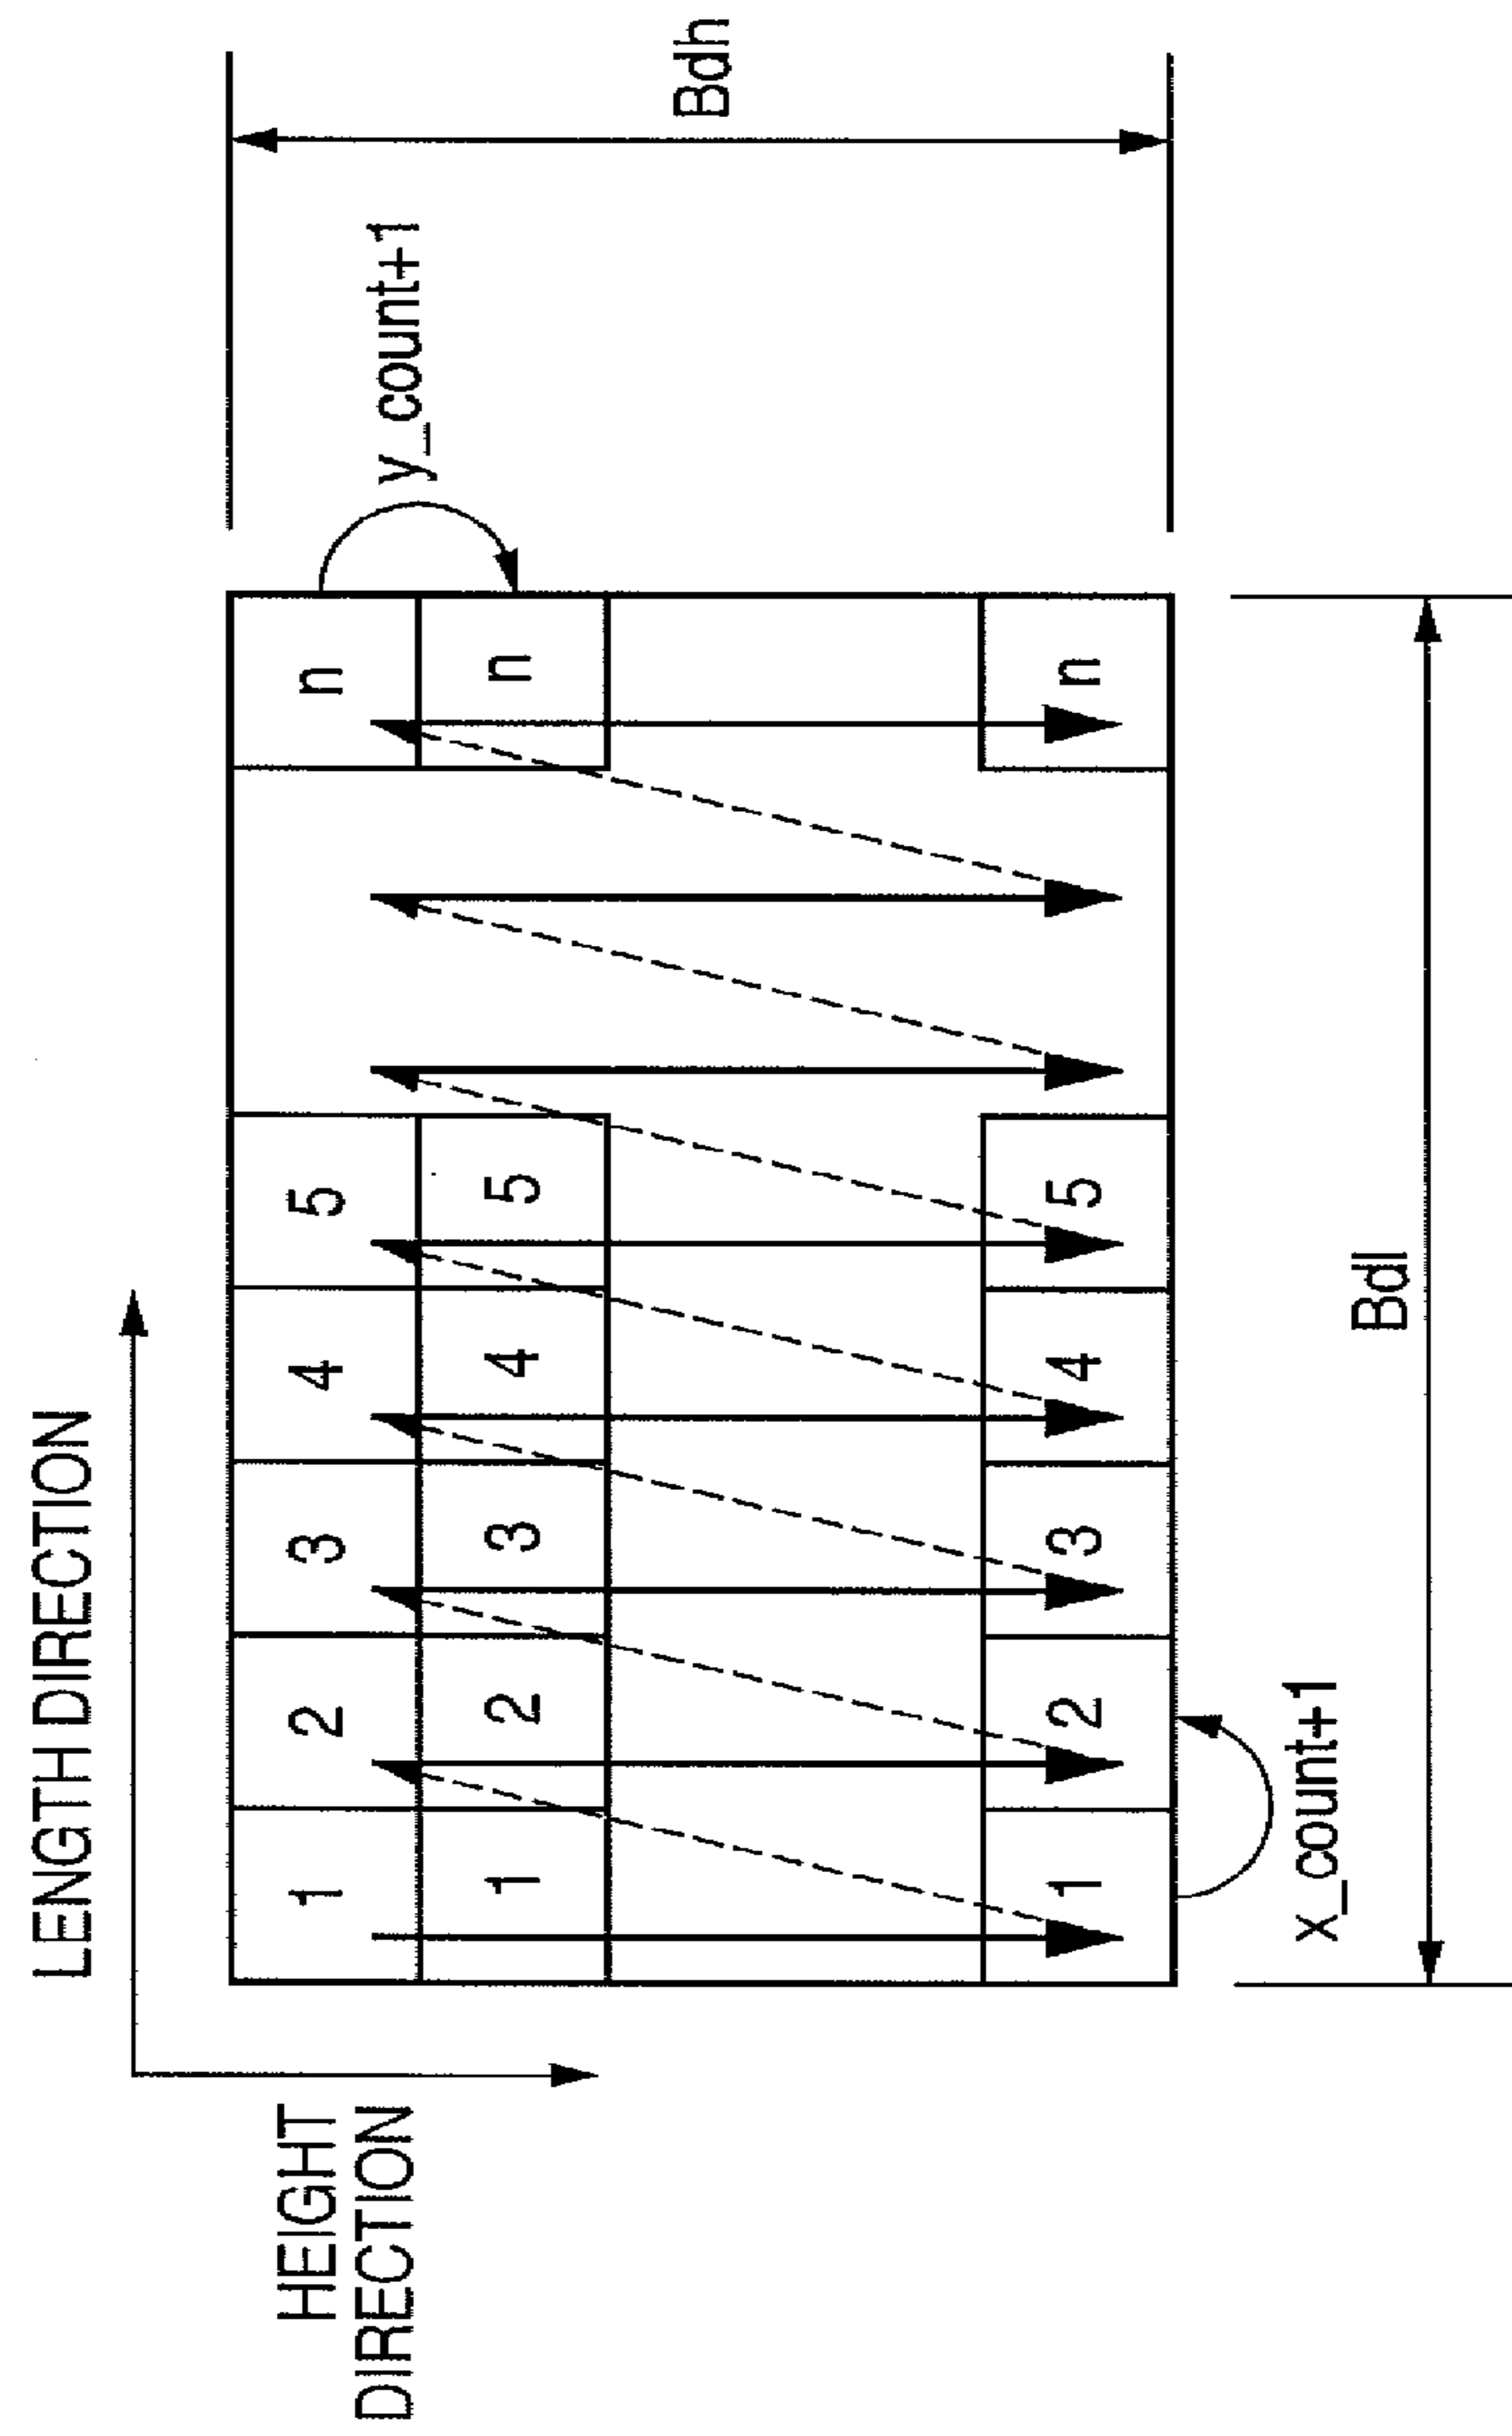 LENGTH DIRECTION
HEIGHT
DIRECTION
1 2 3 4 5 n
1 2 3 4 5 n
1 2 3 4 5 n
y_count+1
Bdh
x_count+1
Bdl